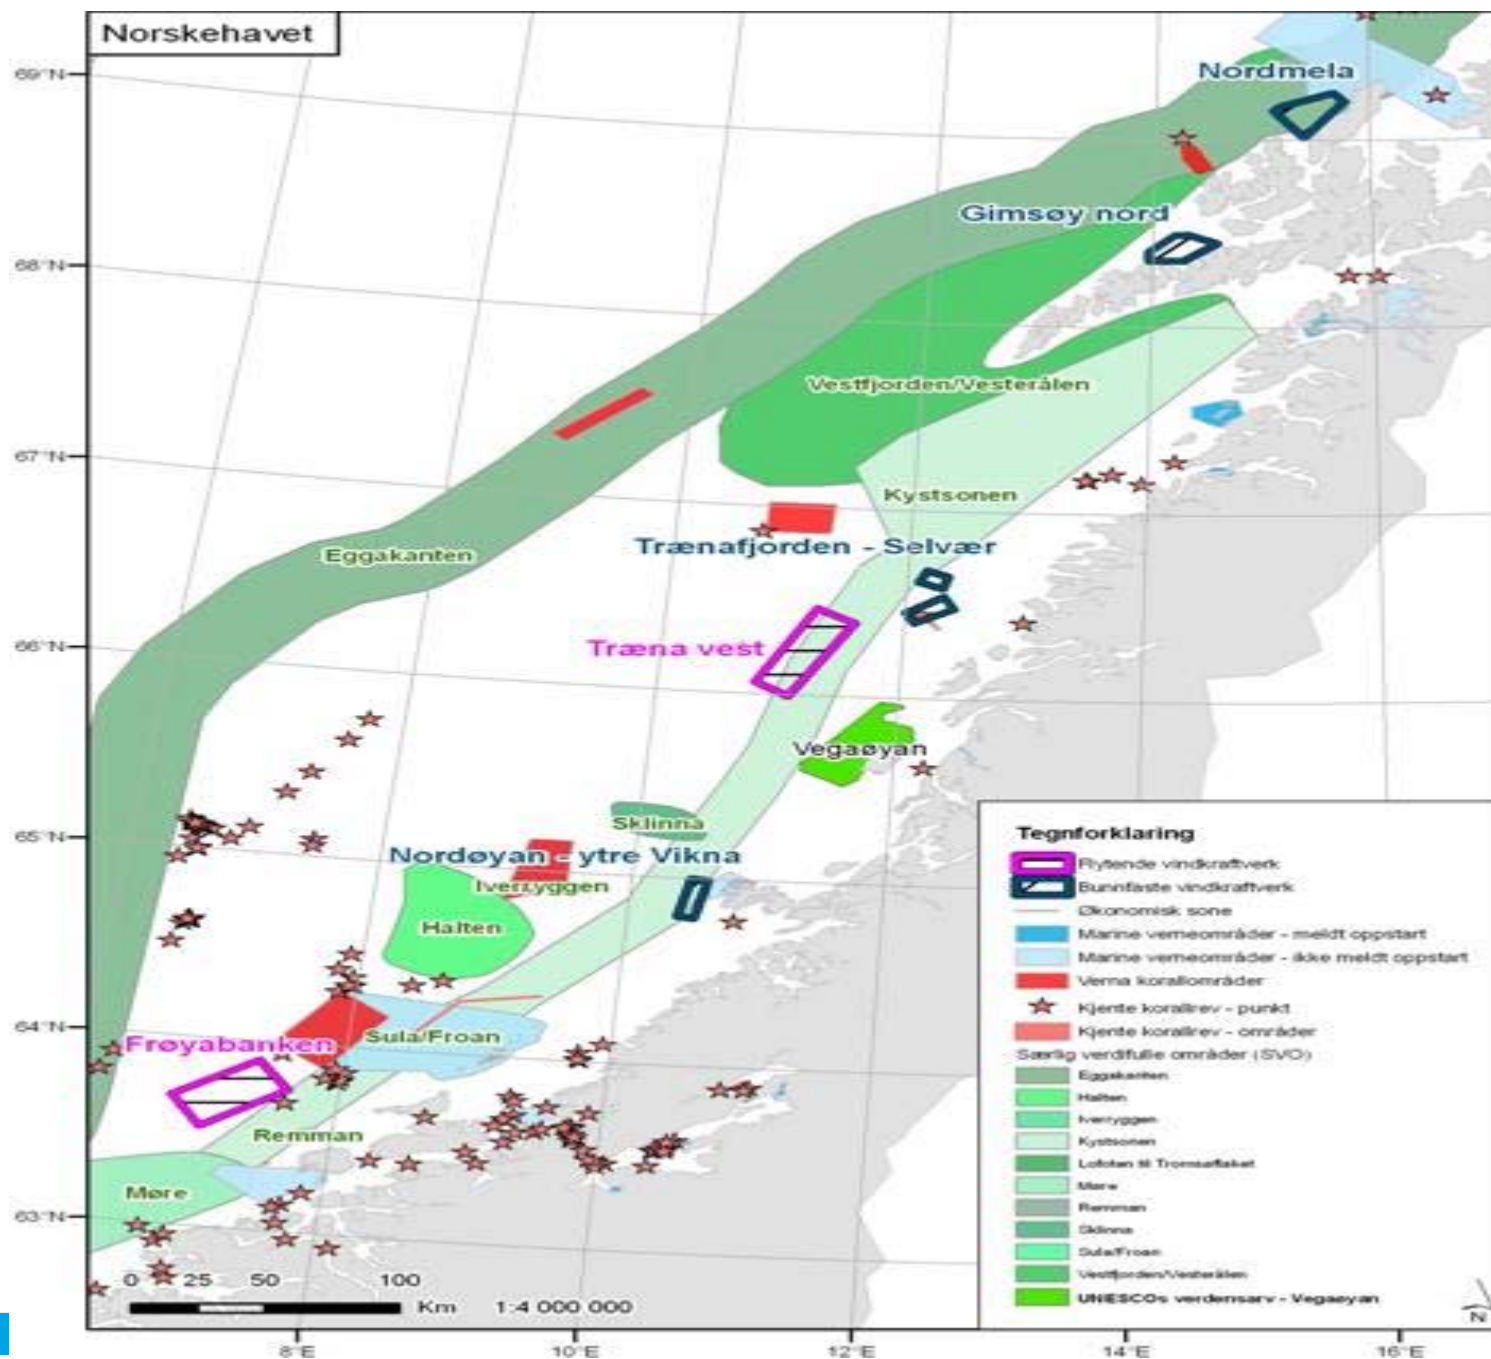 Norskehavet
69°N
68°N
67°N
66°N
65°N
64°N
63°N
Nordmela
Gimsøy nord
Vestfjorden/Vesterålen
Kystsonen
Trænafjorden - Selvær
Eggakanten
Træna vest
Vegaøyan
Sklinna
Nordøyan - ytre Vikna
Iverryggen
Halten
Sula/Froan
Frøyabanken
Remman
Møre
0 25 50 100
Km 1:4 000 000
8°E
10°E
12°E
14°E
16°E
Tegnforklaring
Flytende vindkraftverk
Bunnfaste vindkraftverk
Økonomisk sone
Marine verneområder - meldt oppstart
Marine verneområder - ikke meldt oppstart
Verna korallområder
Kjente korallrev - punkt
Kjente korallrev - områder
Særlig verdifulle områder (SVO)
Eggakanten
Halten
Iverryggen
Kystsonen
Lofoten til Tromsøflaket
Møre
Remman
Sklinna
Sula/Froan
Vestfjorden/Vesterålen
UNESCOs verdensarv - Vegaøyan
N